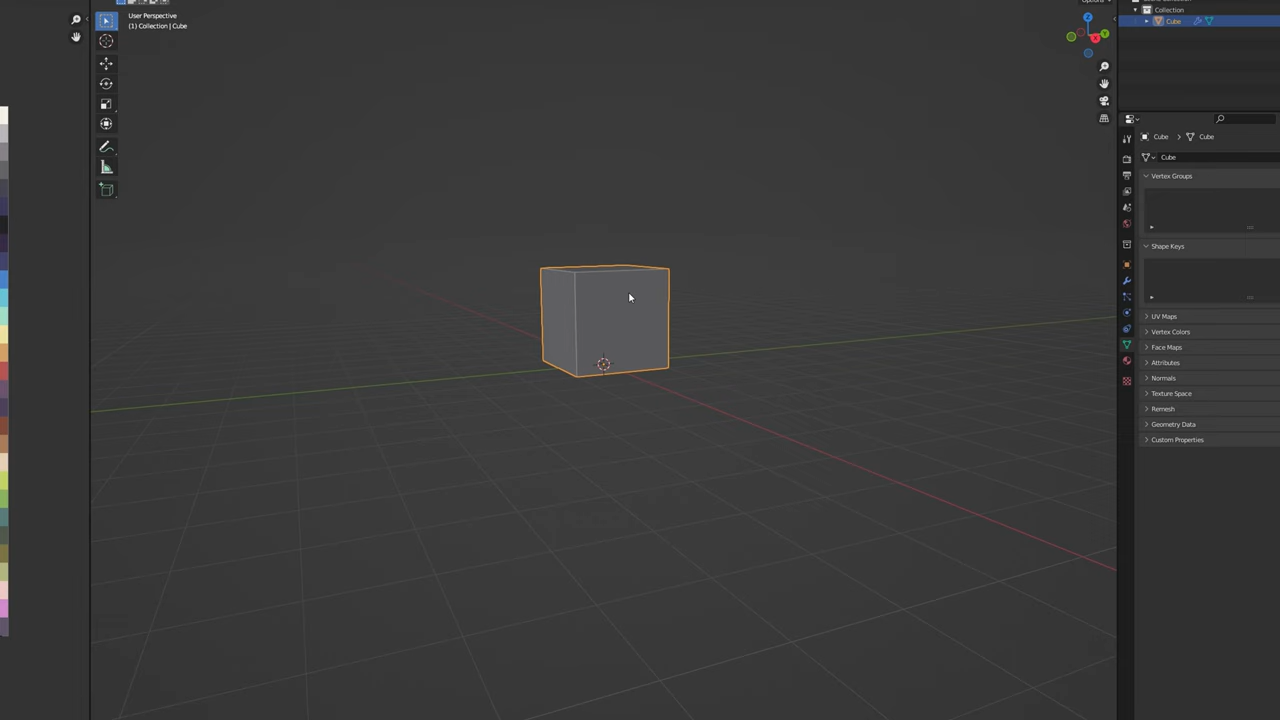 User Perspective
(1) Collection | Cube
Options
Z
Y
X
Collection
Cube
Cube
Cube
Cube
Vertex Groups
Shape Keys
UV Maps
Vertex Colors
Face Maps
Attributes
Normals
Texture Space
Remesh
Geometry Data
Custom Properties